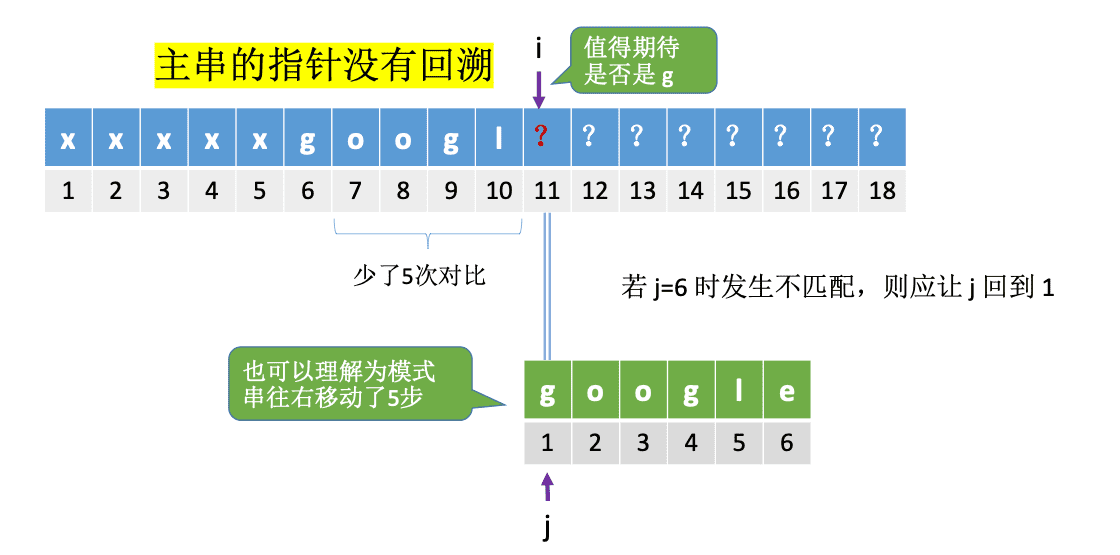 主串的指针没有回溯
i
值得期待
是否是 g
x x x x x g o o g l ? ? ? ? ? ? ? ?
1 2 3 4 5 6 7 8 9 10 11 12 13 14 15 16 17 18
少了5次对比
若 j=6 时发生不匹配，则应让 j 回到 1
也可以理解为模式
串往右移动了5步
g o o g l e
1 2 3 4 5 6
j